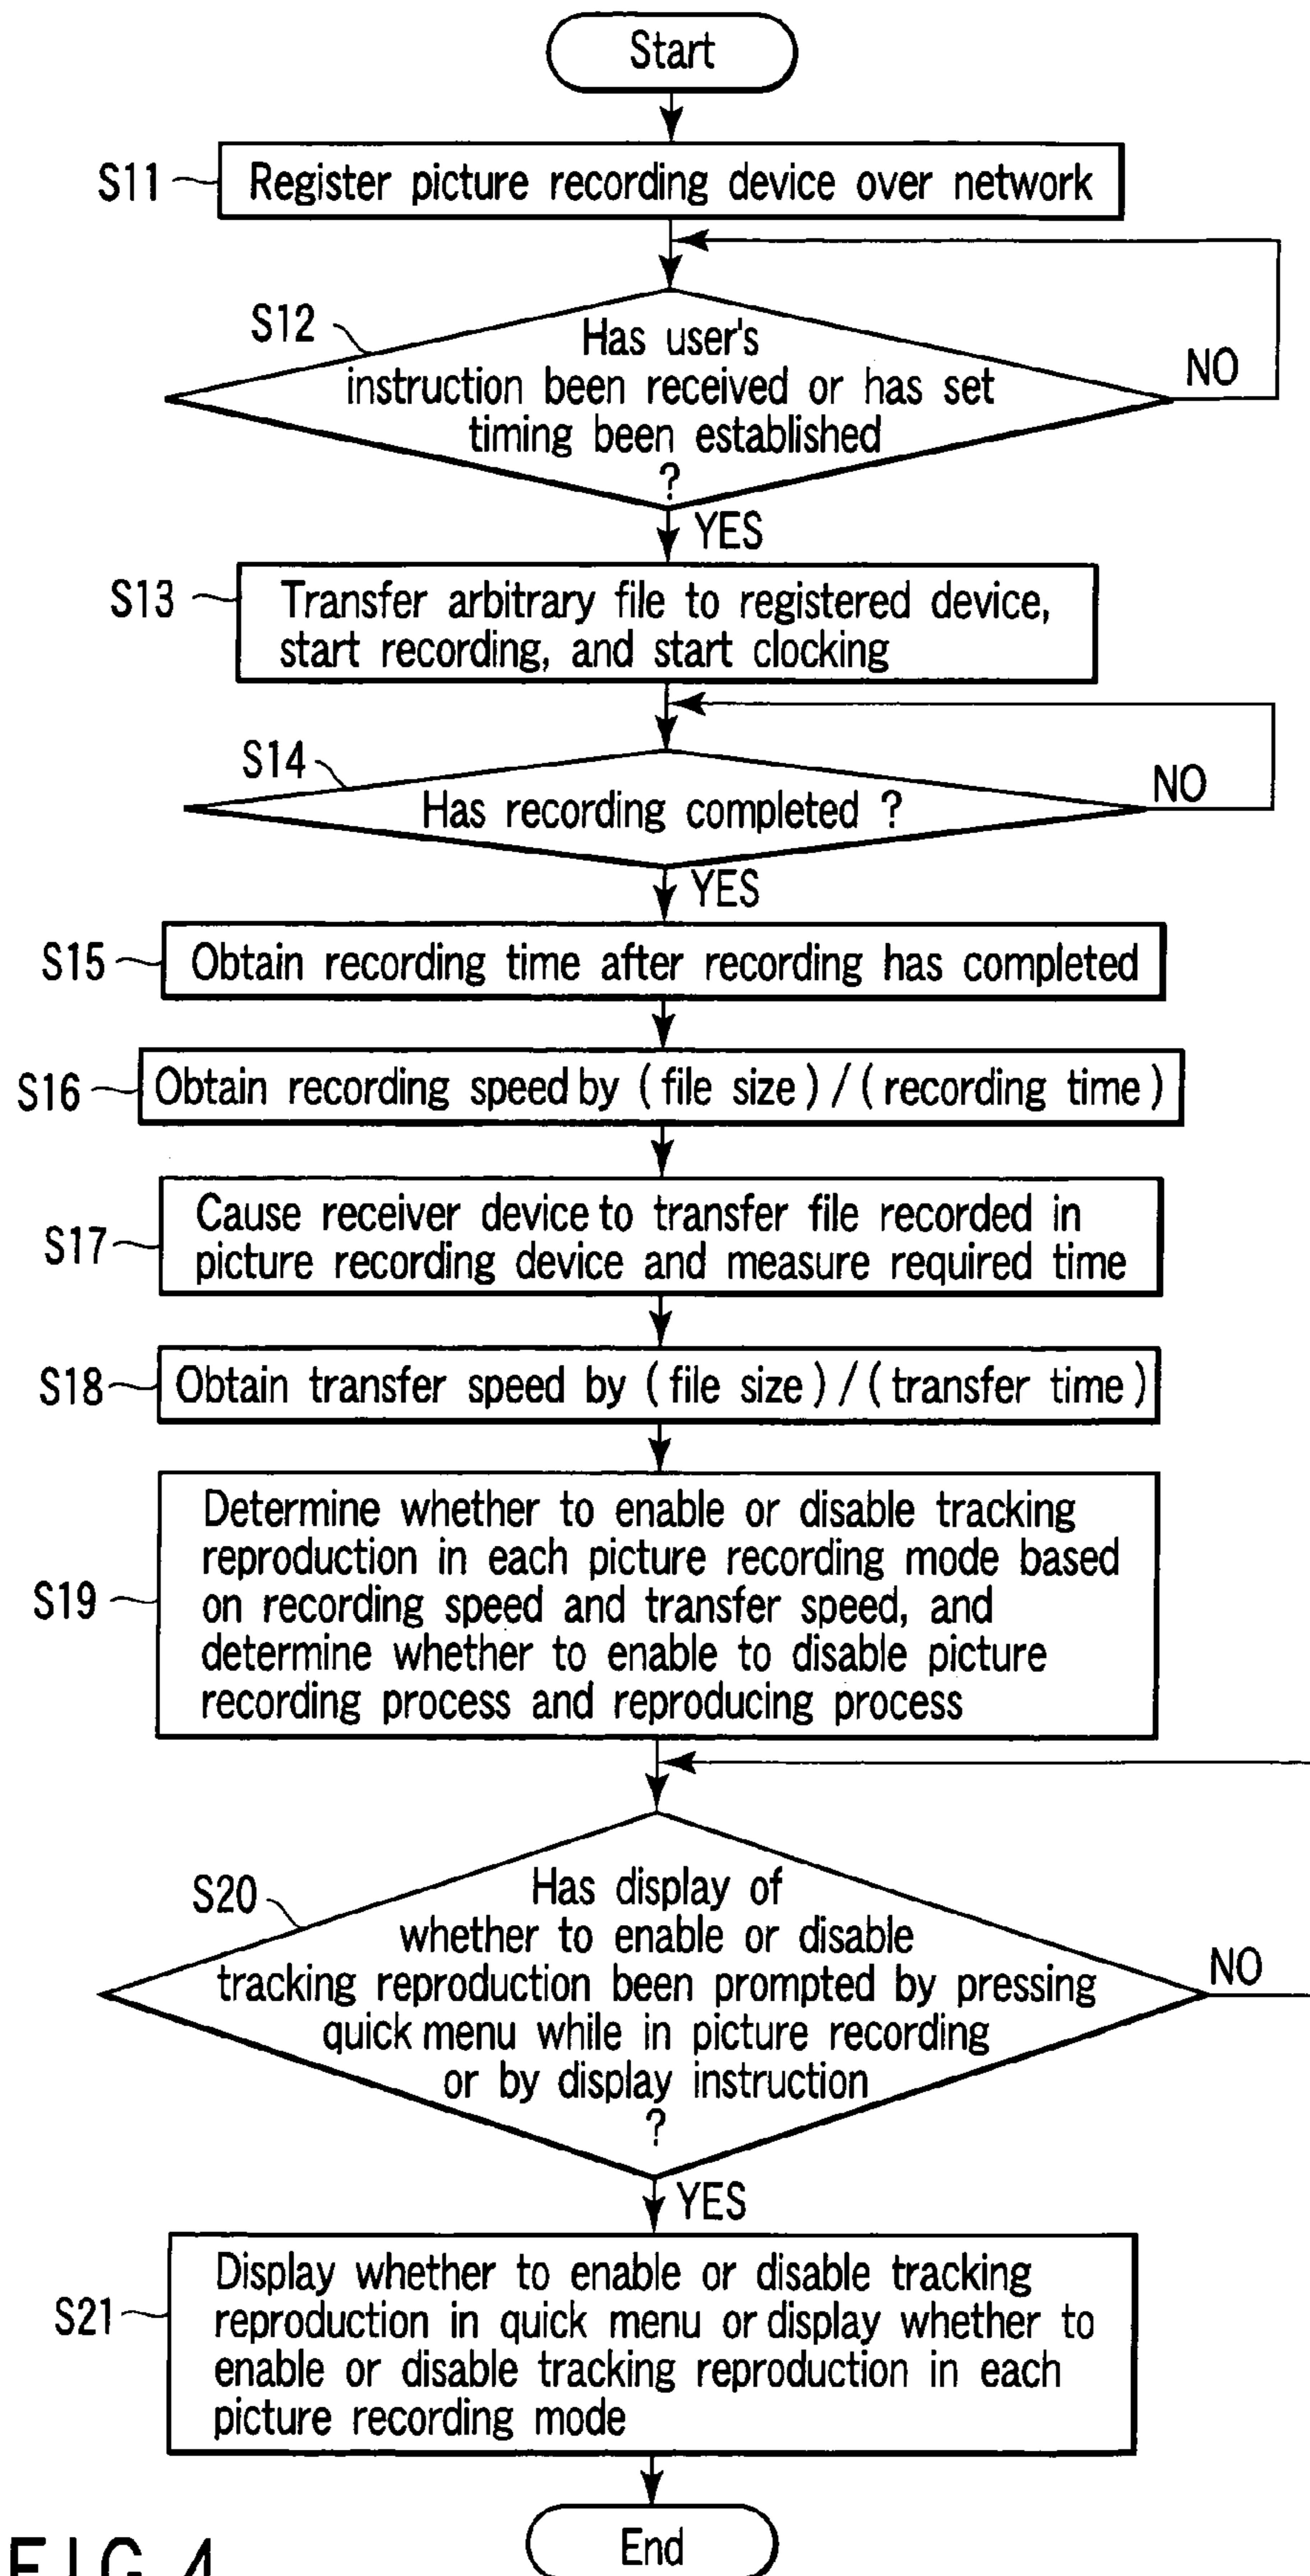 Start
S11
Register picture recording device over network
S12
Has user's
instruction been received or has set
timing been established
?
NO
YES
S13
Transfer arbitrary file to registered device,
start recording, and start clocking
S14
Has recording completed ?
NO
YES
S15
Obtain recording time after recording has completed
S16
Obtain recording speed by (file size)/(recording time)
S17
Cause receiver device to transfer file recorded in
picture recording device and measure required time
S18
Obtain transfer speed by (file size)/(transfer time)
S19
Determine whether to enable or disable tracking
reproduction in each picture recording mode based
on recording speed and transfer speed, and
determine whether to enable to disable picture
recording process and reproducing process
S20
Has display of
whether to enable or disable
tracking reproduction been prompted by pressing
quick menu while in picture recording
or by display instruction
?
NO
YES
S21
Display whether to enable or disable tracking
reproduction in quick menu or display whether to
enable or disable tracking reproduction in each
picture recording mode
End
FIG. 4